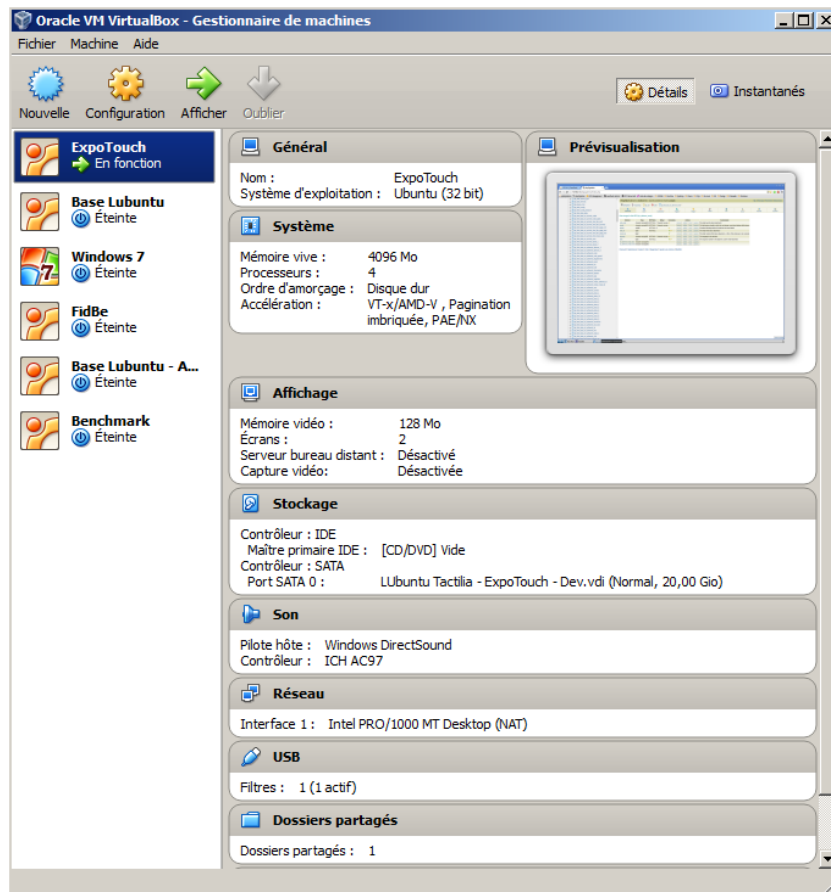 Oracle VM VirtualBox - Gestionnaire de machines
Fichier Machine Aide
Nouvelle Configuration Afficher Oublier Détails Instantanés
ExpoTouch
En fonction
Base Lubuntu
Éteinte
Windows 7
Éteinte
FidBe
Éteinte
Base Lubuntu - A...
Éteinte
Benchmark
Éteinte
Général
Nom : ExpoTouch
Système d'exploitation : Ubuntu (32 bit)
Système
Mémoire vive : 4096 Mo
Processeurs : 4
Ordre d'amorçage : Disque dur
Accélération : VT-x/AMD-V , Pagination
imbriquée, PAE/NX
Prévisualisation
Affichage
Mémoire vidéo : 128 Mo
Écrans : 2
Serveur bureau distant : Désactivé
Capture vidéo: Désactivée
Stockage
Contrôleur : IDE
Maître primaire IDE : [CD/DVD] Vide
Contrôleur : SATA
Port SATA 0 : LUbuntu Tactilia - ExpoTouch - Dev.vdi (Normal, 20,00 Gio)
Son
Pilote hôte : Windows DirectSound
Contrôleur : ICH AC97
Réseau
Interface 1 : Intel PRO/1000 MT Desktop (NAT)
USB
Filtres : 1 (1 actif)
Dossiers partagés
Dossiers partagés : 1